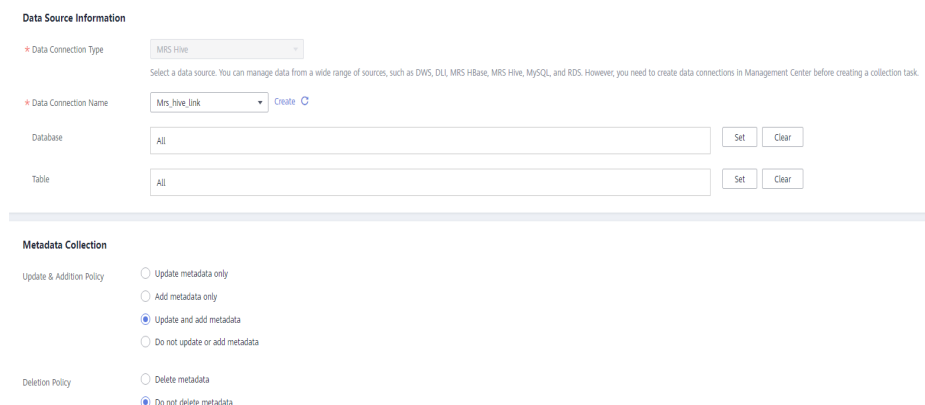 Data Source Information
* Data Connection Type MRS Hive
Select a data source. You can manage data from a wide range of sources, such as DWS, DLI, MRS HBase, MRS Hive, MySQL, and RDS. However, you need to create data connections in Management Center before creating a collection task.
* Data Connection Name Mrs_hive_link Create
Database All Set Clear
Table All Set Clear
Metadata Collection
Update & Addition Policy Update metadata only
Add metadata only
Update and add metadata
Do not update or add metadata
Deletion Policy Delete metadata
Do not delete metadata